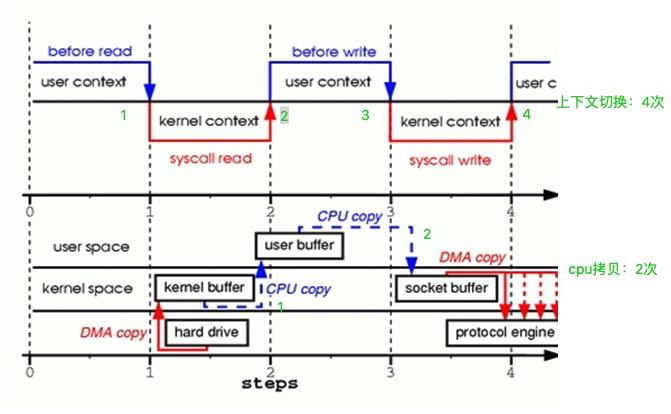 before read
before write
user context
user context
user c
上下文切换：4次
1
kernel context
2
3
kernel context
4
syscall read
syscall write
0
1
2
3
4
CPU copy
user space
user buffer
2
DMA copy
cpu拷贝：2次
kernel space
kernel buffer
CPU copy
socket buffer
1
DMA copy
hard drive
protocol engine
0
1
2
3
4
steps